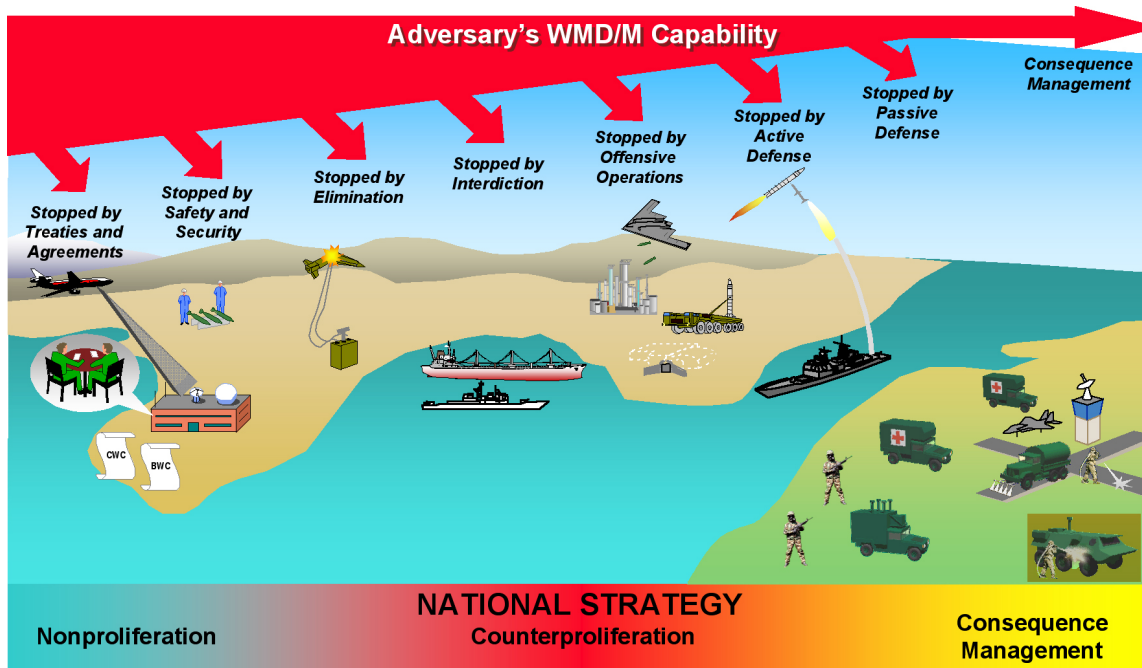 Adversary's WMD/M Capability
Consequence
Management
Stopped by
Passive
Defense
Stopped by
Active
Defense
Stopped by
Offensive
Operations
Stopped by
Interdiction
Stopped by
Elimination
Stopped by
Safety and
Security
Stopped by
Treaties and
Agreements
CWC
BWC
NATIONAL STRATEGY
Nonproliferation
Counterproliferation
Consequence
Management